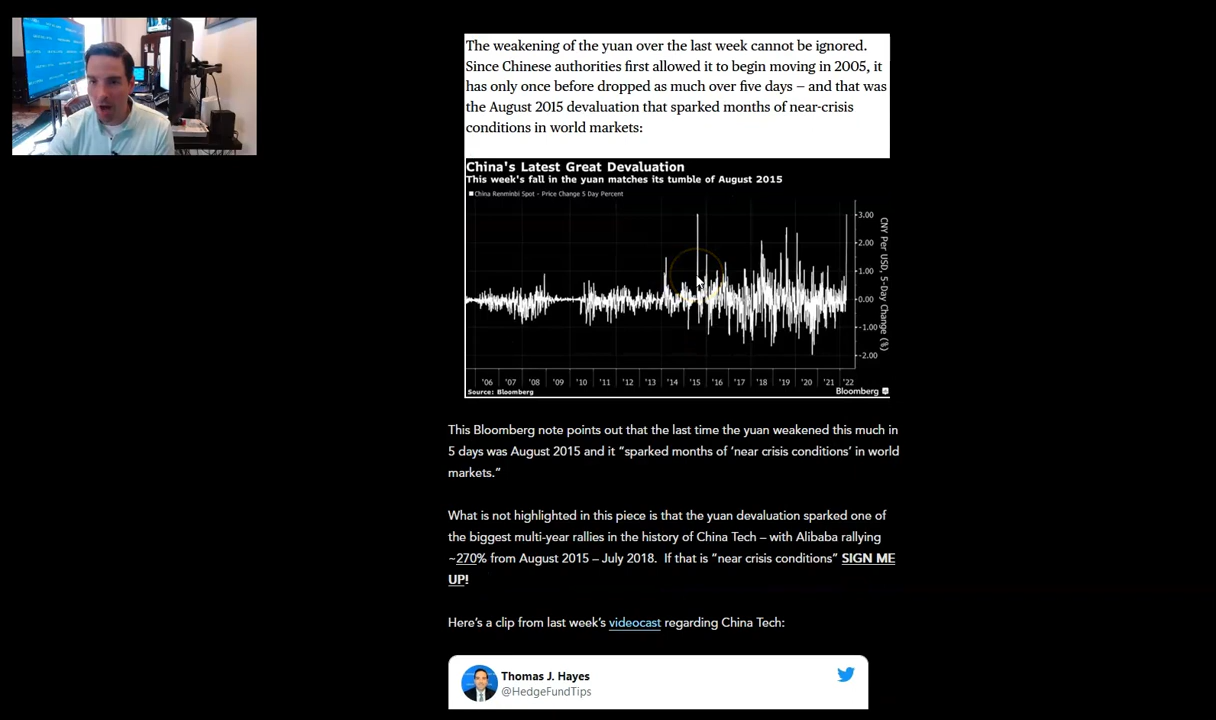 The weakening of the yuan over the last week cannot be ignored.
Since Chinese authorities first allowed it to begin moving in 2005, it
has only once before dropped as much over five days — and that was
the August 2015 devaluation that sparked months of near-crisis
conditions in world markets:
China's Latest Great Devaluation
This week's fall in the yuan matches its tumble of August 2015
China Renminbi Spot - Price Change 5 Day Percent
3.00
2.00
1.00
0.00
-1.00
-2.00
CNY Per USD, 5-Day Change (%)
'06 '07 '08 '09 '10 '11 '12 '13 '14 '15 '16 '17 '18 '19 '20 '21 '22
Source: Bloomberg
Bloomberg
This Bloomberg note points out that the last time the yuan weakened this much in
5 days was August 2015 and it “sparked months of ‘near crisis conditions’ in world
markets.”
What is not highlighted in this piece is that the yuan devaluation sparked one of
the biggest multi-year rallies in the history of China Tech – with Alibaba rallying
~270% from August 2015 – July 2018. If that is “near crisis conditions” SIGN ME
UP!
Here’s a clip from last week’s videocast regarding China Tech:
Thomas J. Hayes
@HedgeFundTips